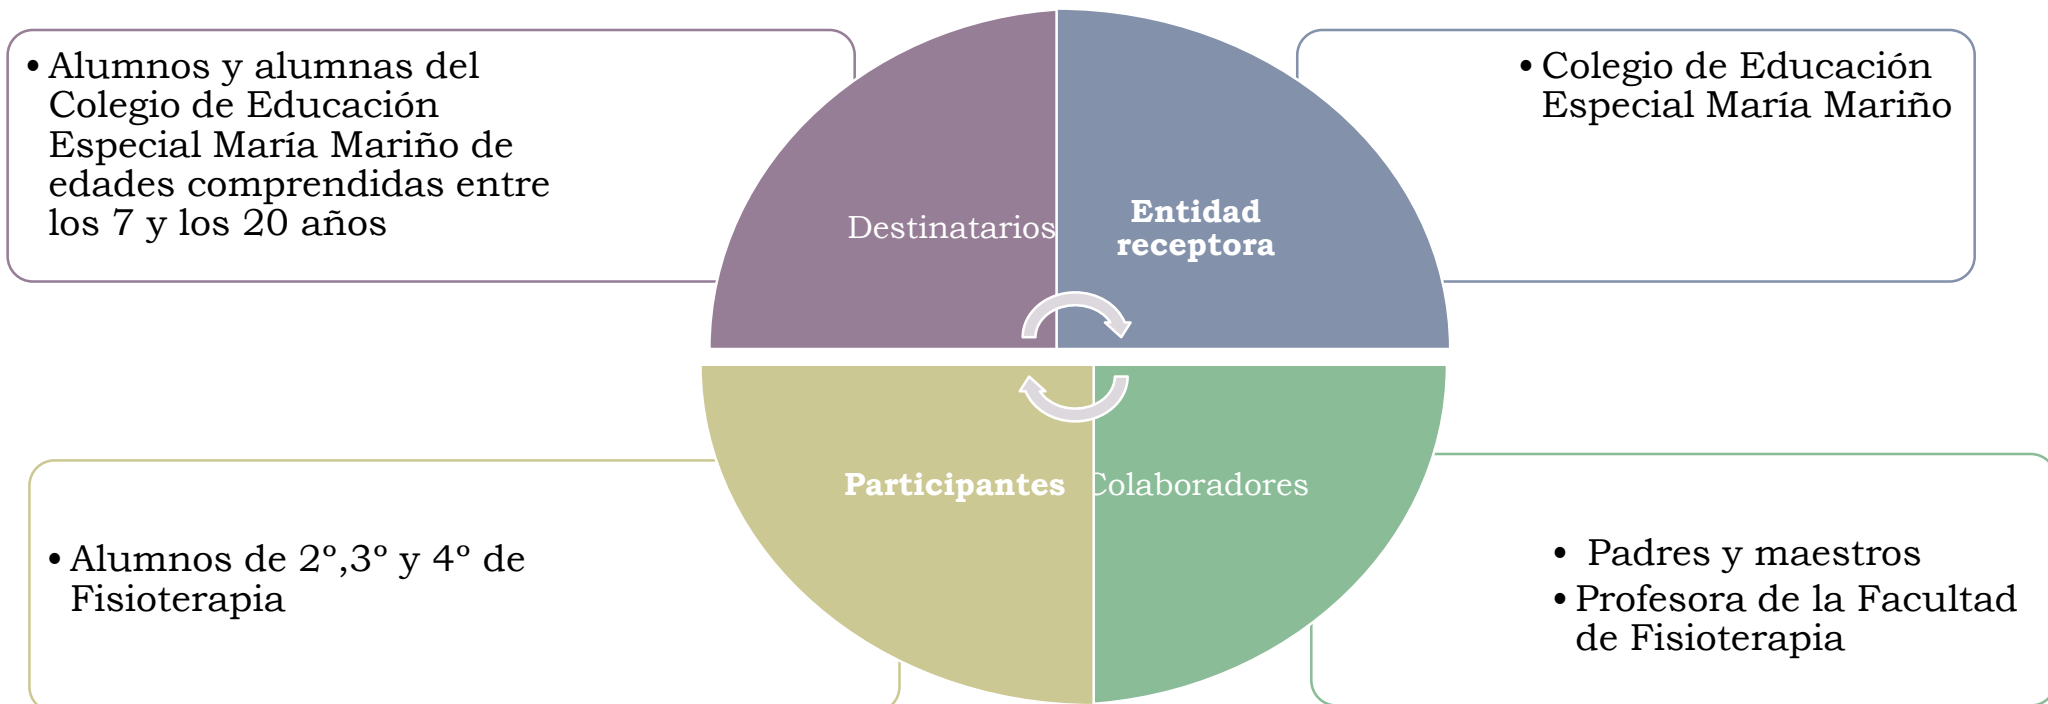 • Alumnos y alumnas del
Colegio de Educación
Especial María Mariño de
edades comprendidas entre
los 7 y los 20 años
Destinatarios
Entidad
receptora
• Colegio de Educación
Especial María Mariño
• Alumnos de 2º,3º y 4º de
Fisioterapia
Participantes
Colaboradores
• Padres y maestros
• Profesora de la Facultad
de Fisioterapia